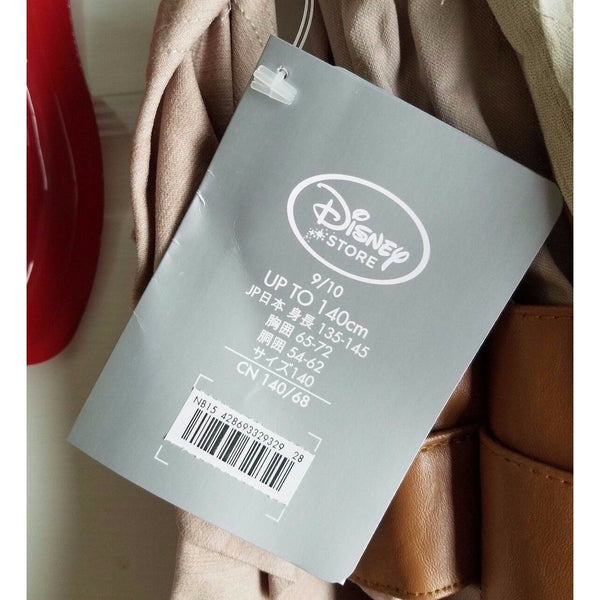 Disney
STORE
9/10
UP TO 140cm
JP日本 身長 135-145
胸囲 65-72
胴囲 54-62
サイズ140
CN 140/68
NB15 428693329329 28